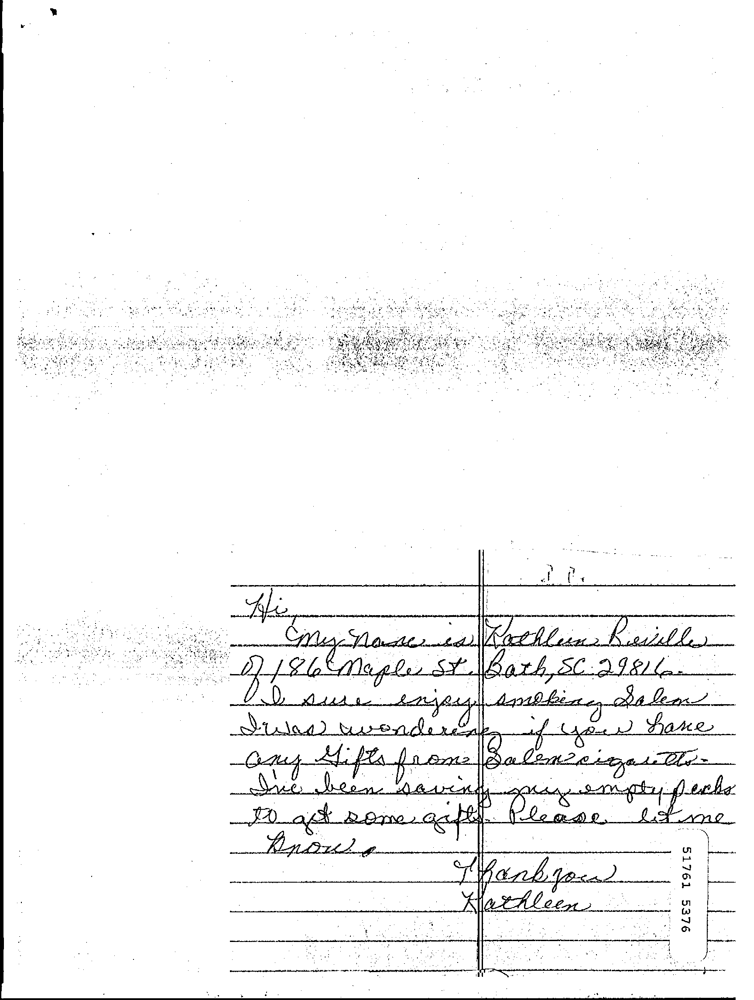 Hi,
My name is Kathleen Reville
of 186 Maple St. Bath, SC. 29816.
I sure enjoy smoking Salem
I was wondering if you have
any Gifts from Salem cigarette.
I've been saving my empty packs
to get some gifts. Please let me
know.
Thank you
Kathleen
51761 5376